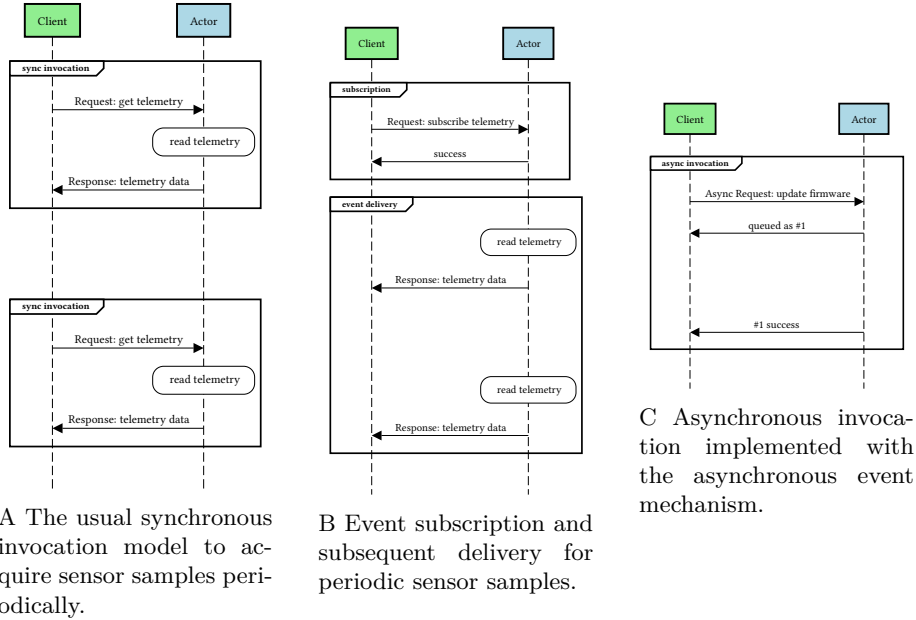 Client
Actor
sync invocation
Request: get telemetry
read telemetry
Response: telemetry data
sync invocation
Request: get telemetry
read telemetry
Response: telemetry data
A The usual synchronous
invocation model to ac-
quire sensor samples peri-
odically.
Client
Actor
subscription
Request: subscribe telemetry
success
event delivery
read telemetry
Response: telemetry data
read telemetry
Response: telemetry data
B Event subscription and
subsequent delivery for
periodic sensor samples.
Client
Actor
async invocation
Async Request: update firmware
queued as #1
#1 success
C Asynchronous invoca-
tion implemented with
the asynchronous event
mechanism.